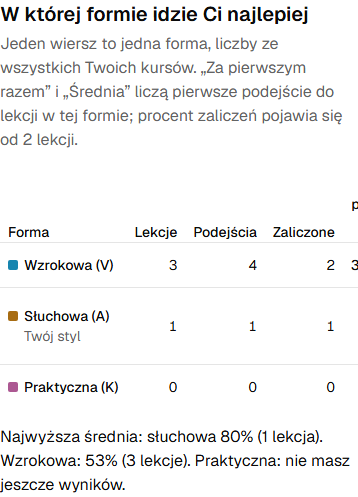 W której formie idzie Ci najlepiej
Jeden wiersz to jedna forma, liczby ze
wszystkich Twoich kursów. „Za pierwszym
razem” i „Średnia” liczą pierwsze podejście do
lekcji w tej formie; procent zaliczeń pojawia się
od 2 lekcji.
p
Forma Lekcje Podejścia Zaliczone
Wzrokowa (V) 3 4 2 3
Słuchowa (A) 1 1 1
Twój styl
Praktyczna (K) 0 0 0
Najwyższa średnia: słuchowa 80% (1 lekcja).
Wzrokowa: 53% (3 lekcje). Praktyczna: nie masz
jeszcze wyników.